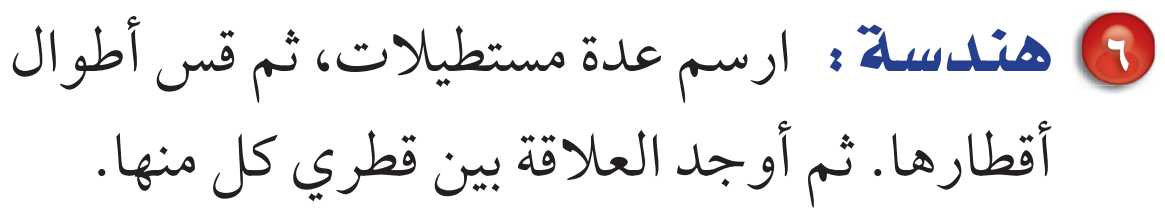 ٦ هندسة : ارسم عدة مستطيلات، ثم قس أطوال
أقطارها. ثم أوجد العلاقة بين قطري كل منها.